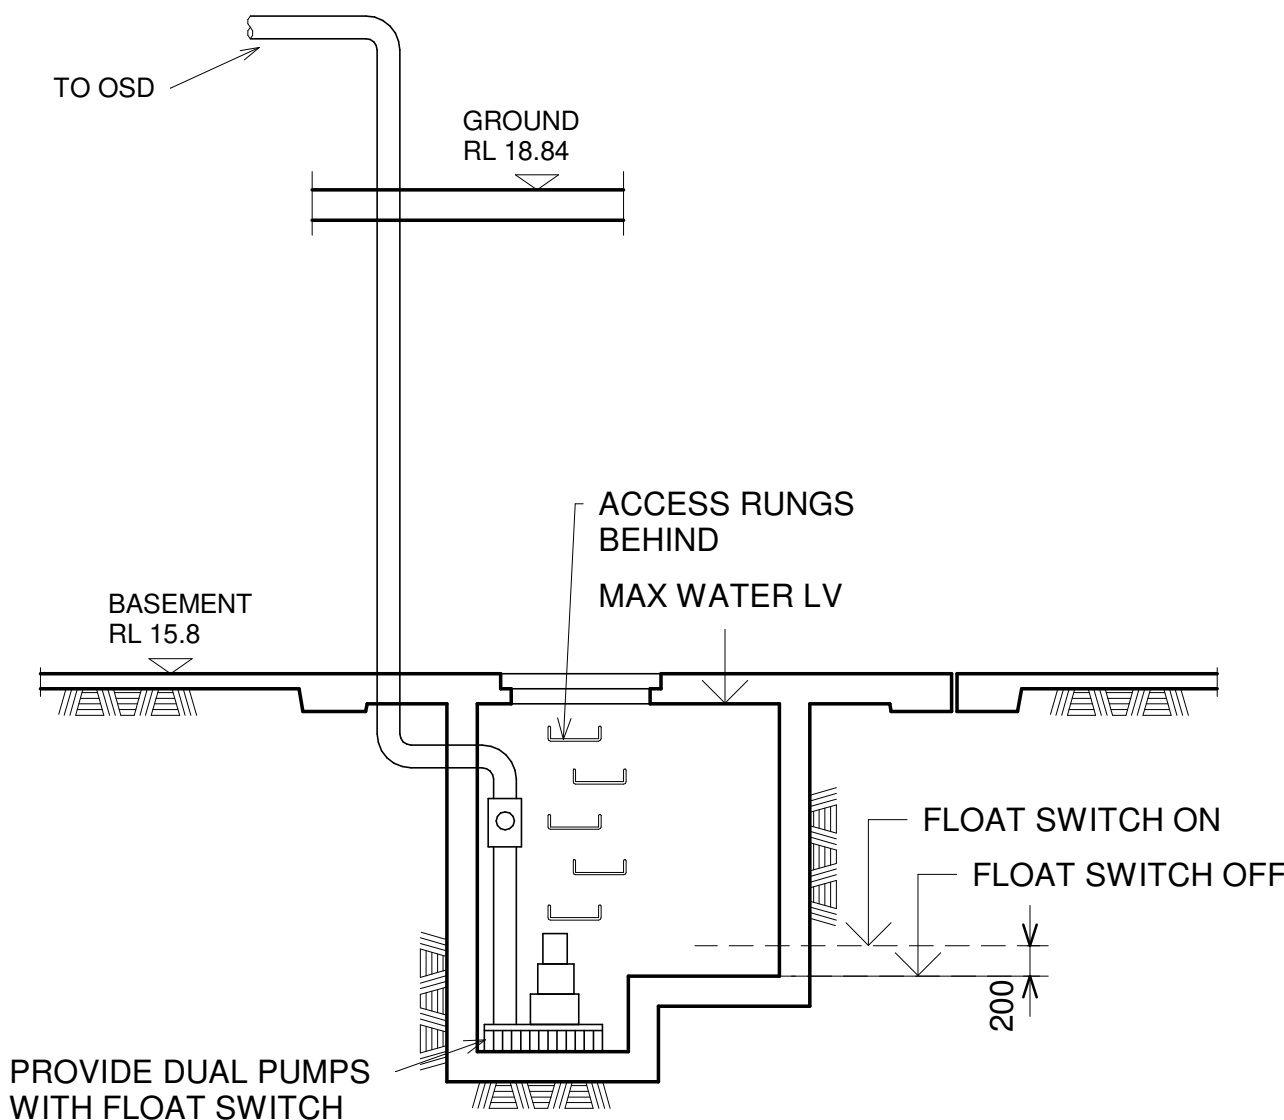 TO OSD
GROUND
RL 18.84
ACCESS RUNGS
BEHIND
MAX WATER LV
BASEMENT
RL 15.8
FLOAT SWITCH ON
FLOAT SWITCH OFF
200
PROVIDE DUAL PUMPS
WITH FLOAT SWITCH